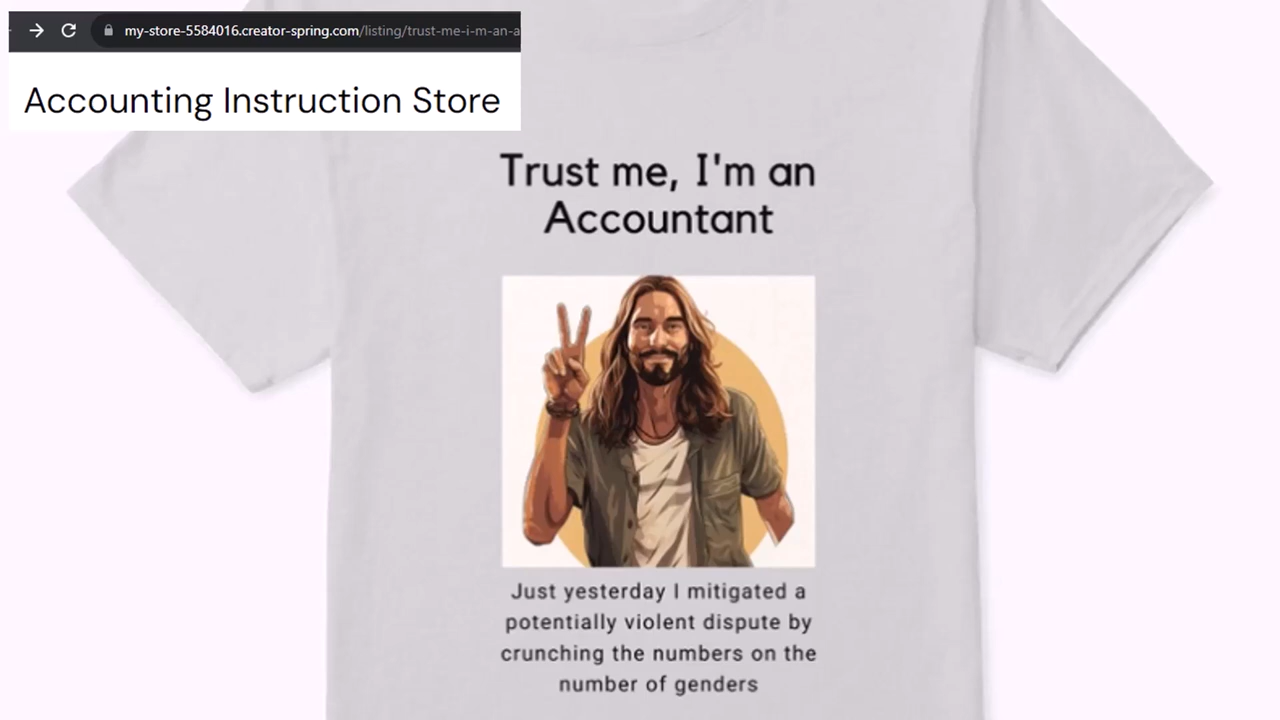 my-store-5584016.creator-spring.com/listing/trust-me-i-m-an-a
Accounting Instruction Store
Trust me, I'm an
Accountant
Just yesterday I mitigated a
potentially violent dispute by
crunching the numbers on the
number of genders